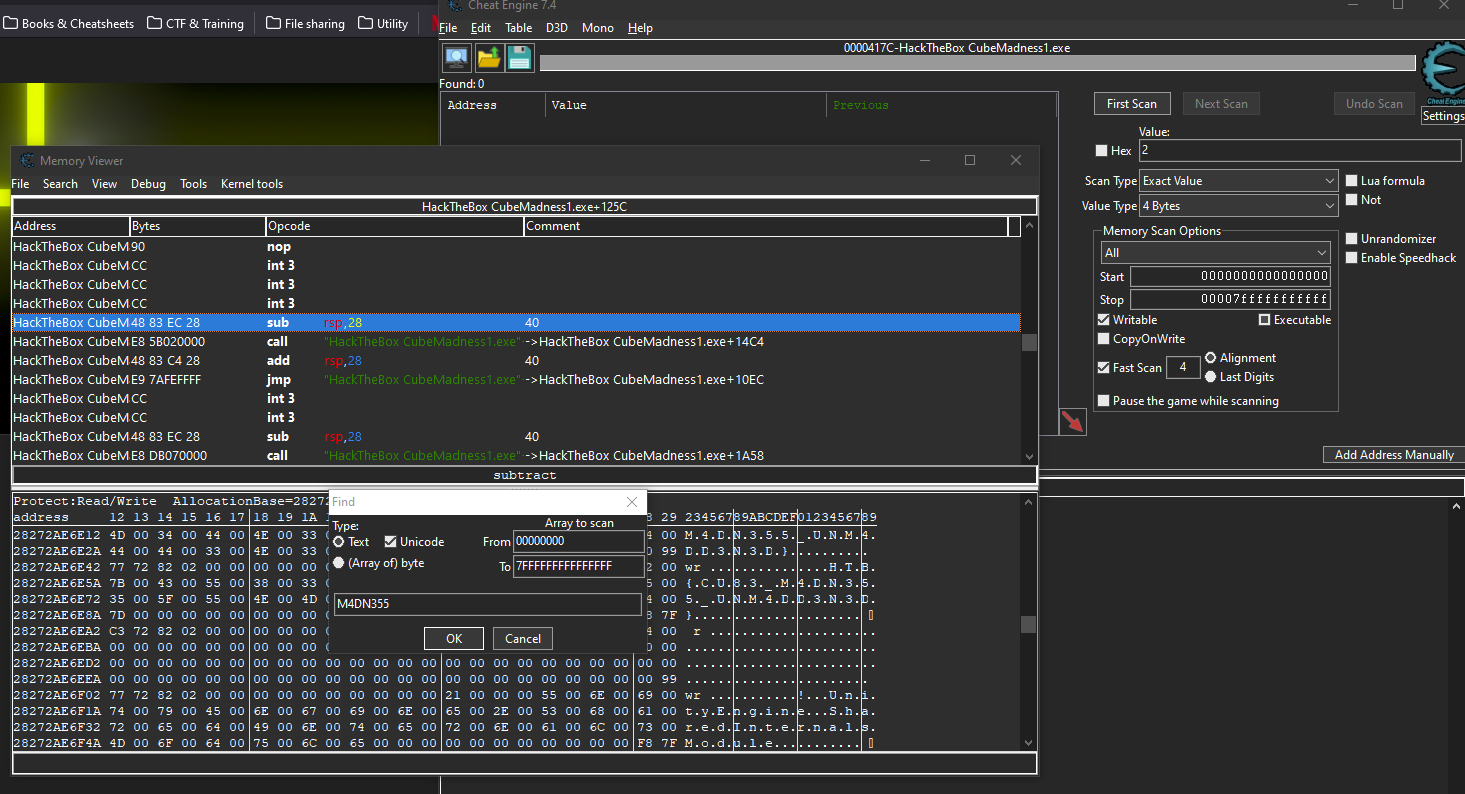 Books & Cheatsheets CTF & Training File sharing Utility
Cheat Engine 7.4
File Edit Table D3D Mono Help
0000417C-HackTheBox CubeMadness1.exe
Found: 0
Address Value Previous
First Scan Next Scan Undo Scan
Cheat Engine
Settings
Value:
Hex 2
Scan Type Exact Value
Lua formula
Not
Value Type 4 Bytes
Memory Scan Options
All
Unrandomizer
Enable Speedhack
Start 0000000000000000
Stop 00007fffffffffff
Writable Executable
CopyOnWrite
Fast Scan 4 Alignment
Last Digits
Pause the game while scanning
Add Address Manually
Memory Viewer
File Search View Debug Tools Kernel tools
HackTheBox CubeMadness1.exe+125C
Address Bytes Opcode Comment
HackTheBox CubeM 90 nop
HackTheBox CubeM CC int 3
HackTheBox CubeM CC int 3
HackTheBox CubeM CC int 3
HackTheBox CubeM 48 83 EC 28 sub rsp,28 40
HackTheBox CubeM E8 5B020000 call "HackTheBox CubeMadness1.exe" ->HackTheBox CubeMadness1.exe+14C4
HackTheBox CubeM 48 83 C4 28 add rsp,28 40
HackTheBox CubeM E9 7AFEFFFF jmp "HackTheBox CubeMadness1.exe" ->HackTheBox CubeMadness1.exe+10EC
HackTheBox CubeM CC int 3
HackTheBox CubeM CC int 3
HackTheBox CubeM 48 83 EC 28 sub rsp,28 40
HackTheBox CubeM E8 DB070000 call "HackTheBox CubeMadness1.exe" ->HackTheBox CubeMadness1.exe+1A58
subtract
Protect:Read/Write AllocationBase=28272
address 12 13 14 15 16 17 18 19 1A 28 29 23456789ABCDEF0123456789
28272AE6E12 4D 00 34 00 44 00 4E 00 33 4 00 M.4.D.N.3.5.5._.U.N.M.4.
28272AE6E2A 44 00 44 00 33 00 4E 00 33 0 99 D.D.3.N.3.D.}...........
28272AE6E42 77 72 82 02 00 00 00 00 00 2 00 wr ...............H.T.B.
28272AE6E5A 7B 00 43 00 55 00 38 00 33 5 00 {.C.U.8.3._.M.4.D.N.3.5.
28272AE6E72 35 00 5F 00 55 00 4E 00 4D 4 00 5._.U.N.M.4.D.D.3.N.3.D.
28272AE6E8A 7D 00 00 00 00 00 00 00 00 8 7F }.......................
28272AE6EA2 C3 72 82 02 00 00 00 00 00 4 00 r ......................
28272AE6EBA 00 00 00 00 00 00 00 00 00 0 00 ........................
28272AE6ED2 00 00 00 00 00 00 00 00 00 00 00 00 00 00 00 00 00 00 00 00 00 00 00 00 ........................
28272AE6EEA 00 00 00 00 00 00 00 00 00 00 00 00 00 00 00 00 00 00 00 00 00 00 00 99 ........................
28272AE6F02 77 72 82 02 00 00 00 00 00 00 00 00 00 00 21 00 00 00 55 00 6E 00 69 00 wr ...........!...U.n.i.
28272AE6F1A 74 00 79 00 45 00 6E 00 67 00 69 00 6E 00 65 00 2E 00 53 00 68 00 61 00 t.y.E.n.g.i.n.e...S.h.a.
28272AE6F32 72 00 65 00 64 00 49 00 6E 00 74 00 65 00 72 00 6E 00 61 00 6C 00 73 00 r.e.d.I.n.t.e.r.n.a.l.s.
28272AE6F4A 4D 00 6F 00 64 00 75 00 6C 00 65 00 00 00 00 00 00 00 00 00 00 00 F8 7F M.o.d.u.l.e.............
Find
Type: Array to scan
Text Unicode From 00000000
(Array of) byte To 7FFFFFFFFFFFFFFF
M4DN355
OK Cancel